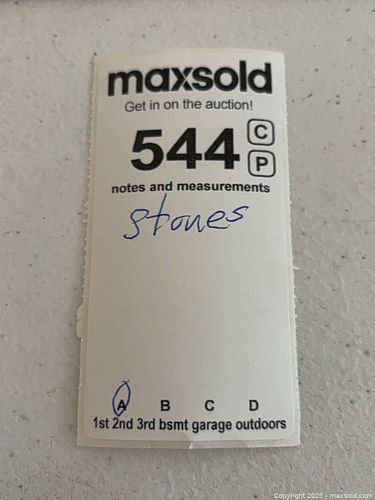 maxsold
Get in on the auction!
544 C
P
notes and measurements
stones
A B C D
1st 2nd 3rd bsmt garage outdoors
Copyright 2025 - maxsold.com